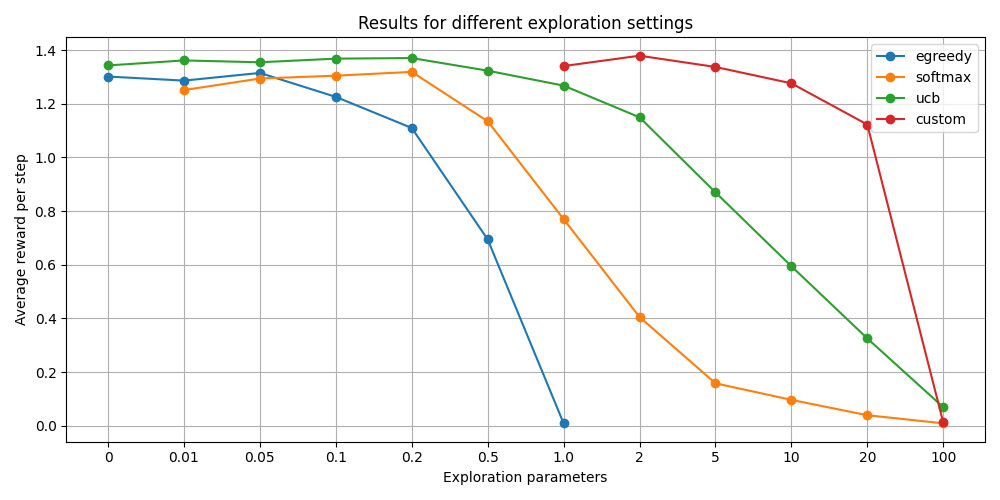 Results for different exploration settings
Average reward per step
1.4
1.2
1.0
0.8
0.6
0.4
0.2
0.0
egreedy
softmax
ucb
custom
0 0.01 0.05 0.1 0.2 0.5 1.0 2 5 10 20 100
Exploration parameters